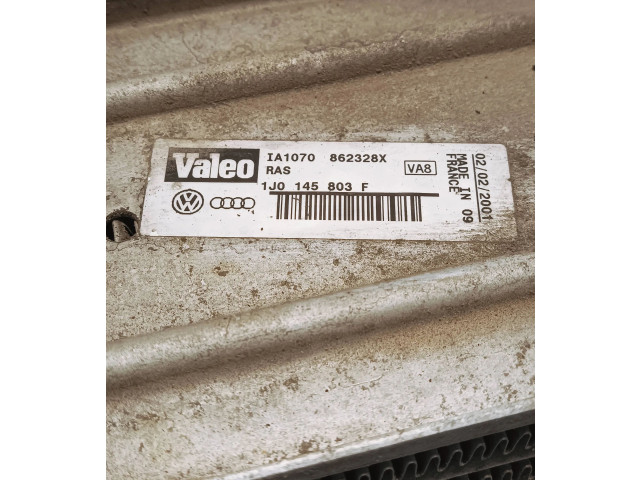 Valeo
IA1070 862328X
RAS
VA8
1J0 145 803 F
02/02/2001
MADE IN 09
FRANCE